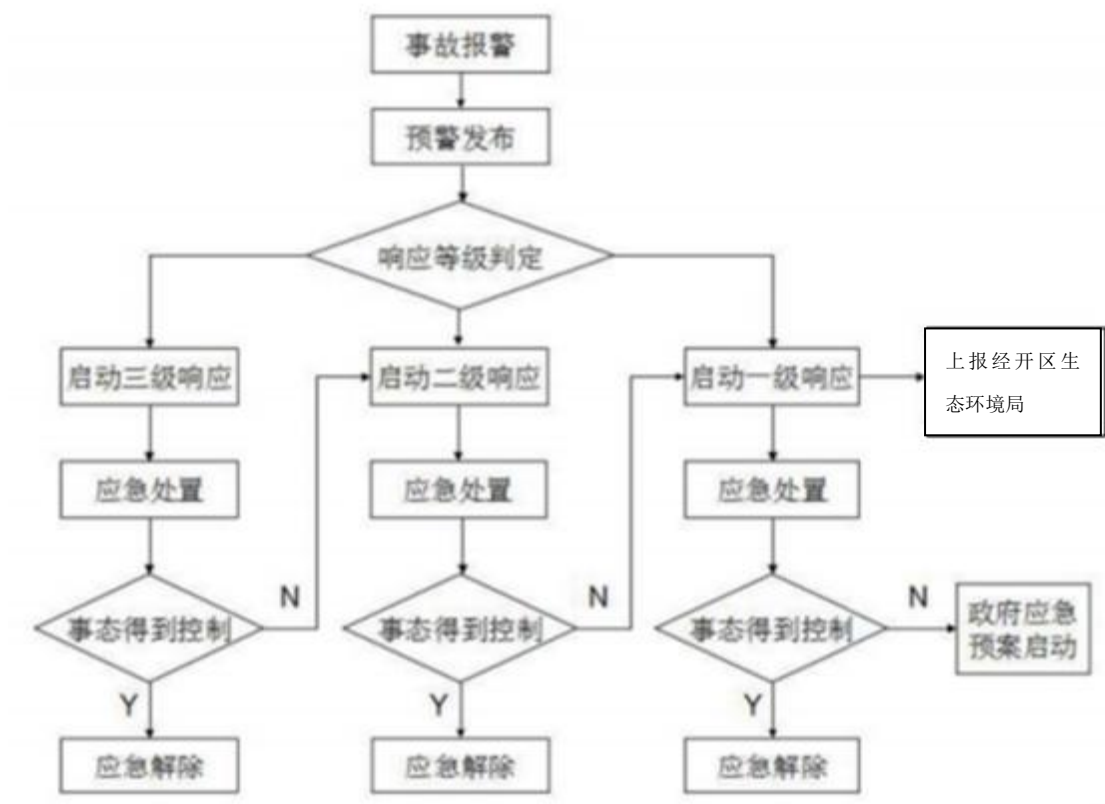 事故报警
预警发布
响应等级判定
启动三级响应
启动二级响应
启动一级响应
上报经开区生
态环境局
应急处置
应急处置
应急处置
事态得到控制
N
事态得到控制
N
事态得到控制
N
政府应急
预案启动
Y
Y
Y
应急解除
应急解除
应急解除